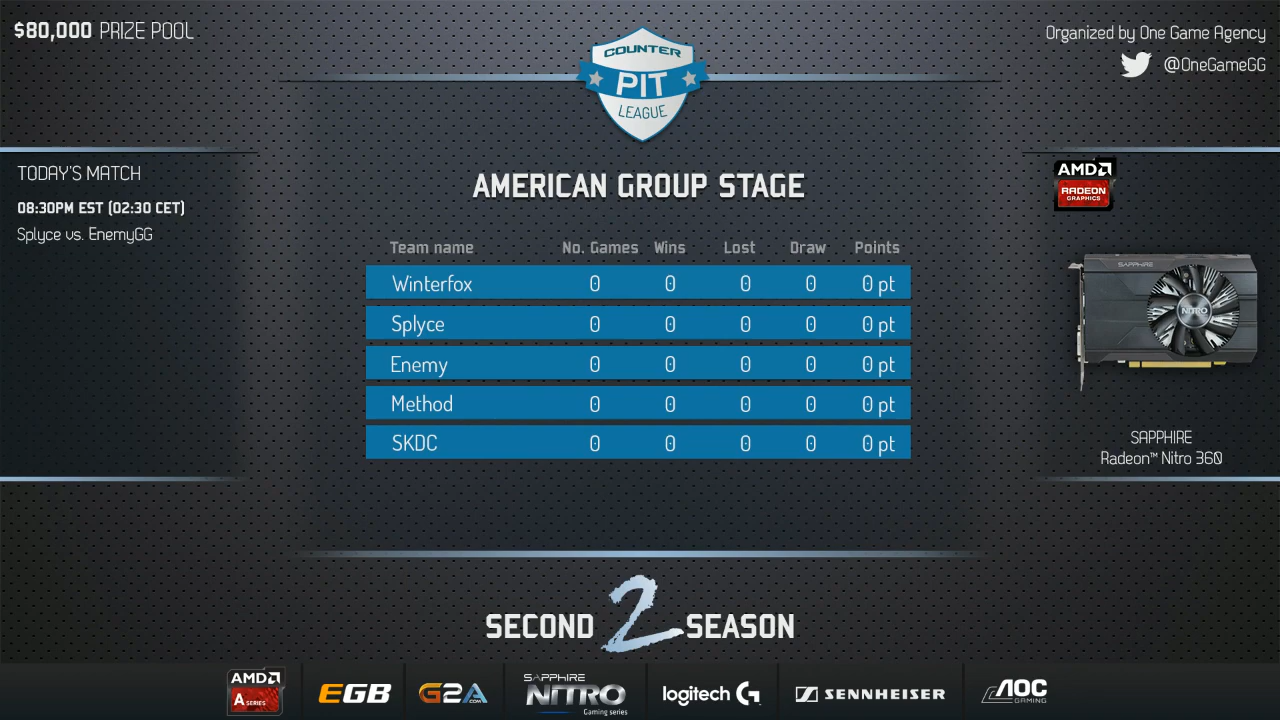 $80,000 PRIZE POOL
COUNTER
PIT
LEAGUE
Organized by One Game Agency
@OneGameGG
TODAY'S MATCH
08:30PM EST (02:30 CET)
Splyce vs. EnemyGG
AMERICAN GROUP STAGE
Team name No. Games Wins Lost Draw Points
Winterfox 0 0 0 0 0 pt
Splyce 0 0 0 0 0 pt
Enemy 0 0 0 0 0 pt
Method 0 0 0 0 0 pt
SKDC 0 0 0 0 0 pt
AMD
RADEON
GRAPHICS
SAPPHIRE
NITRO
SAPPHIRE
Radeon™ Nitro 360
SECOND 2 SEASON
AMD
A SERIES
EGB
G2A
.COM
SAPPHIRE
NITRO
Gaming series
logitech G
SENNHEISER
AOC
GAMING